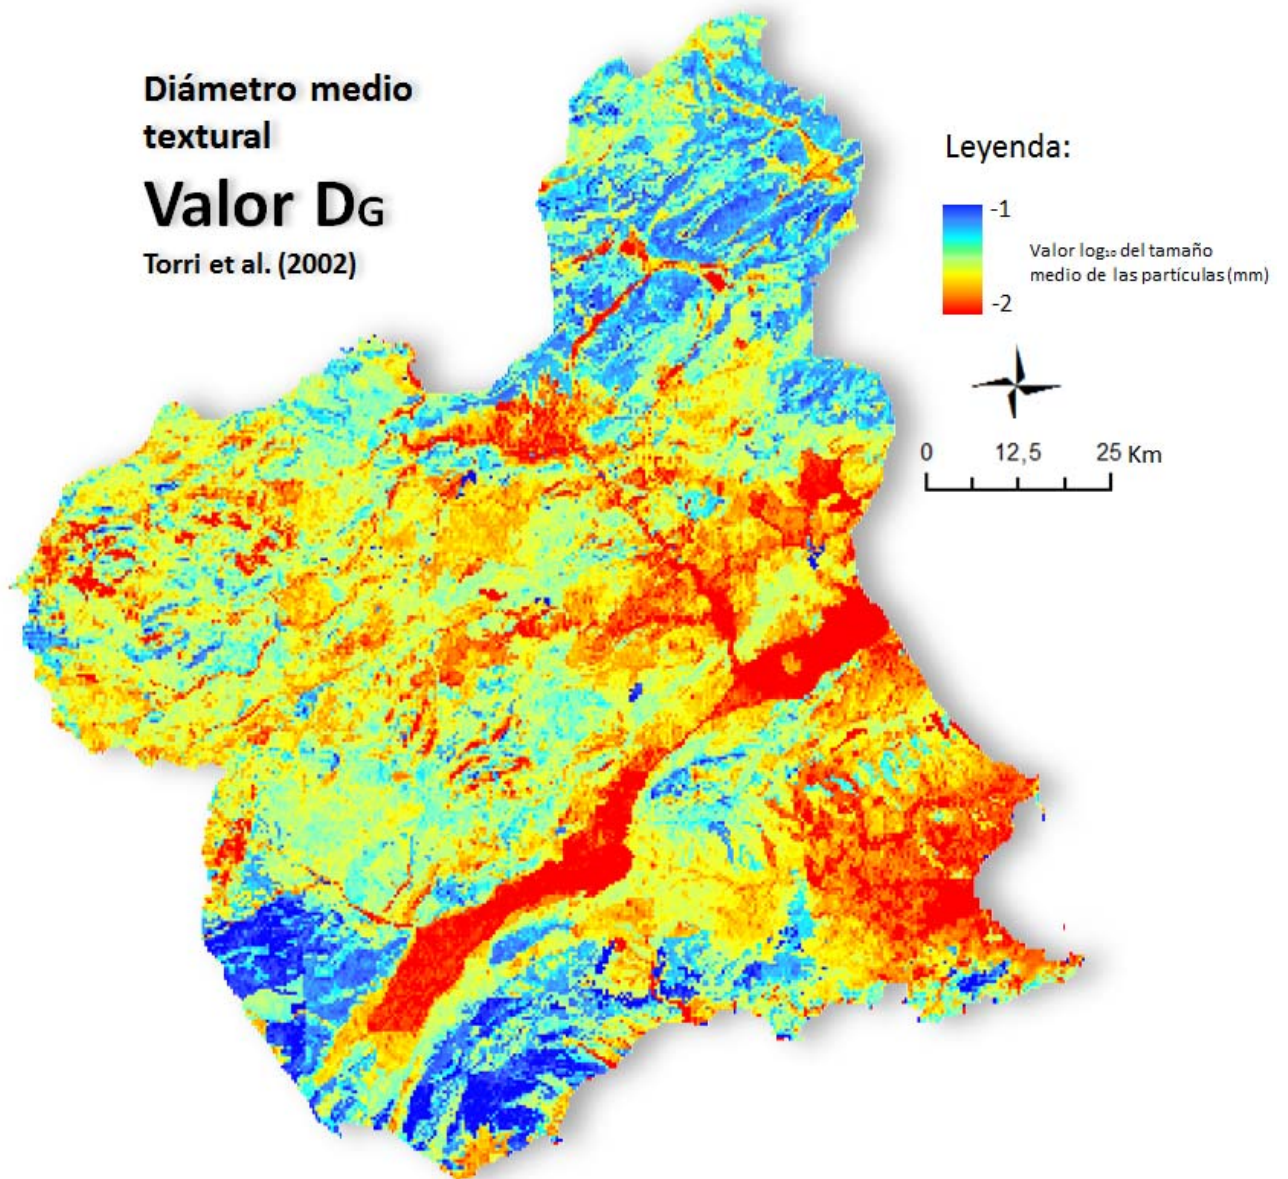 Diámetro medio
textural
Valor DG
Torri et al. (2002)
Leyenda:
-1
Valor log₁₀ del tamaño
medio de las partículas (mm)
-2
0 12,5 25 Km